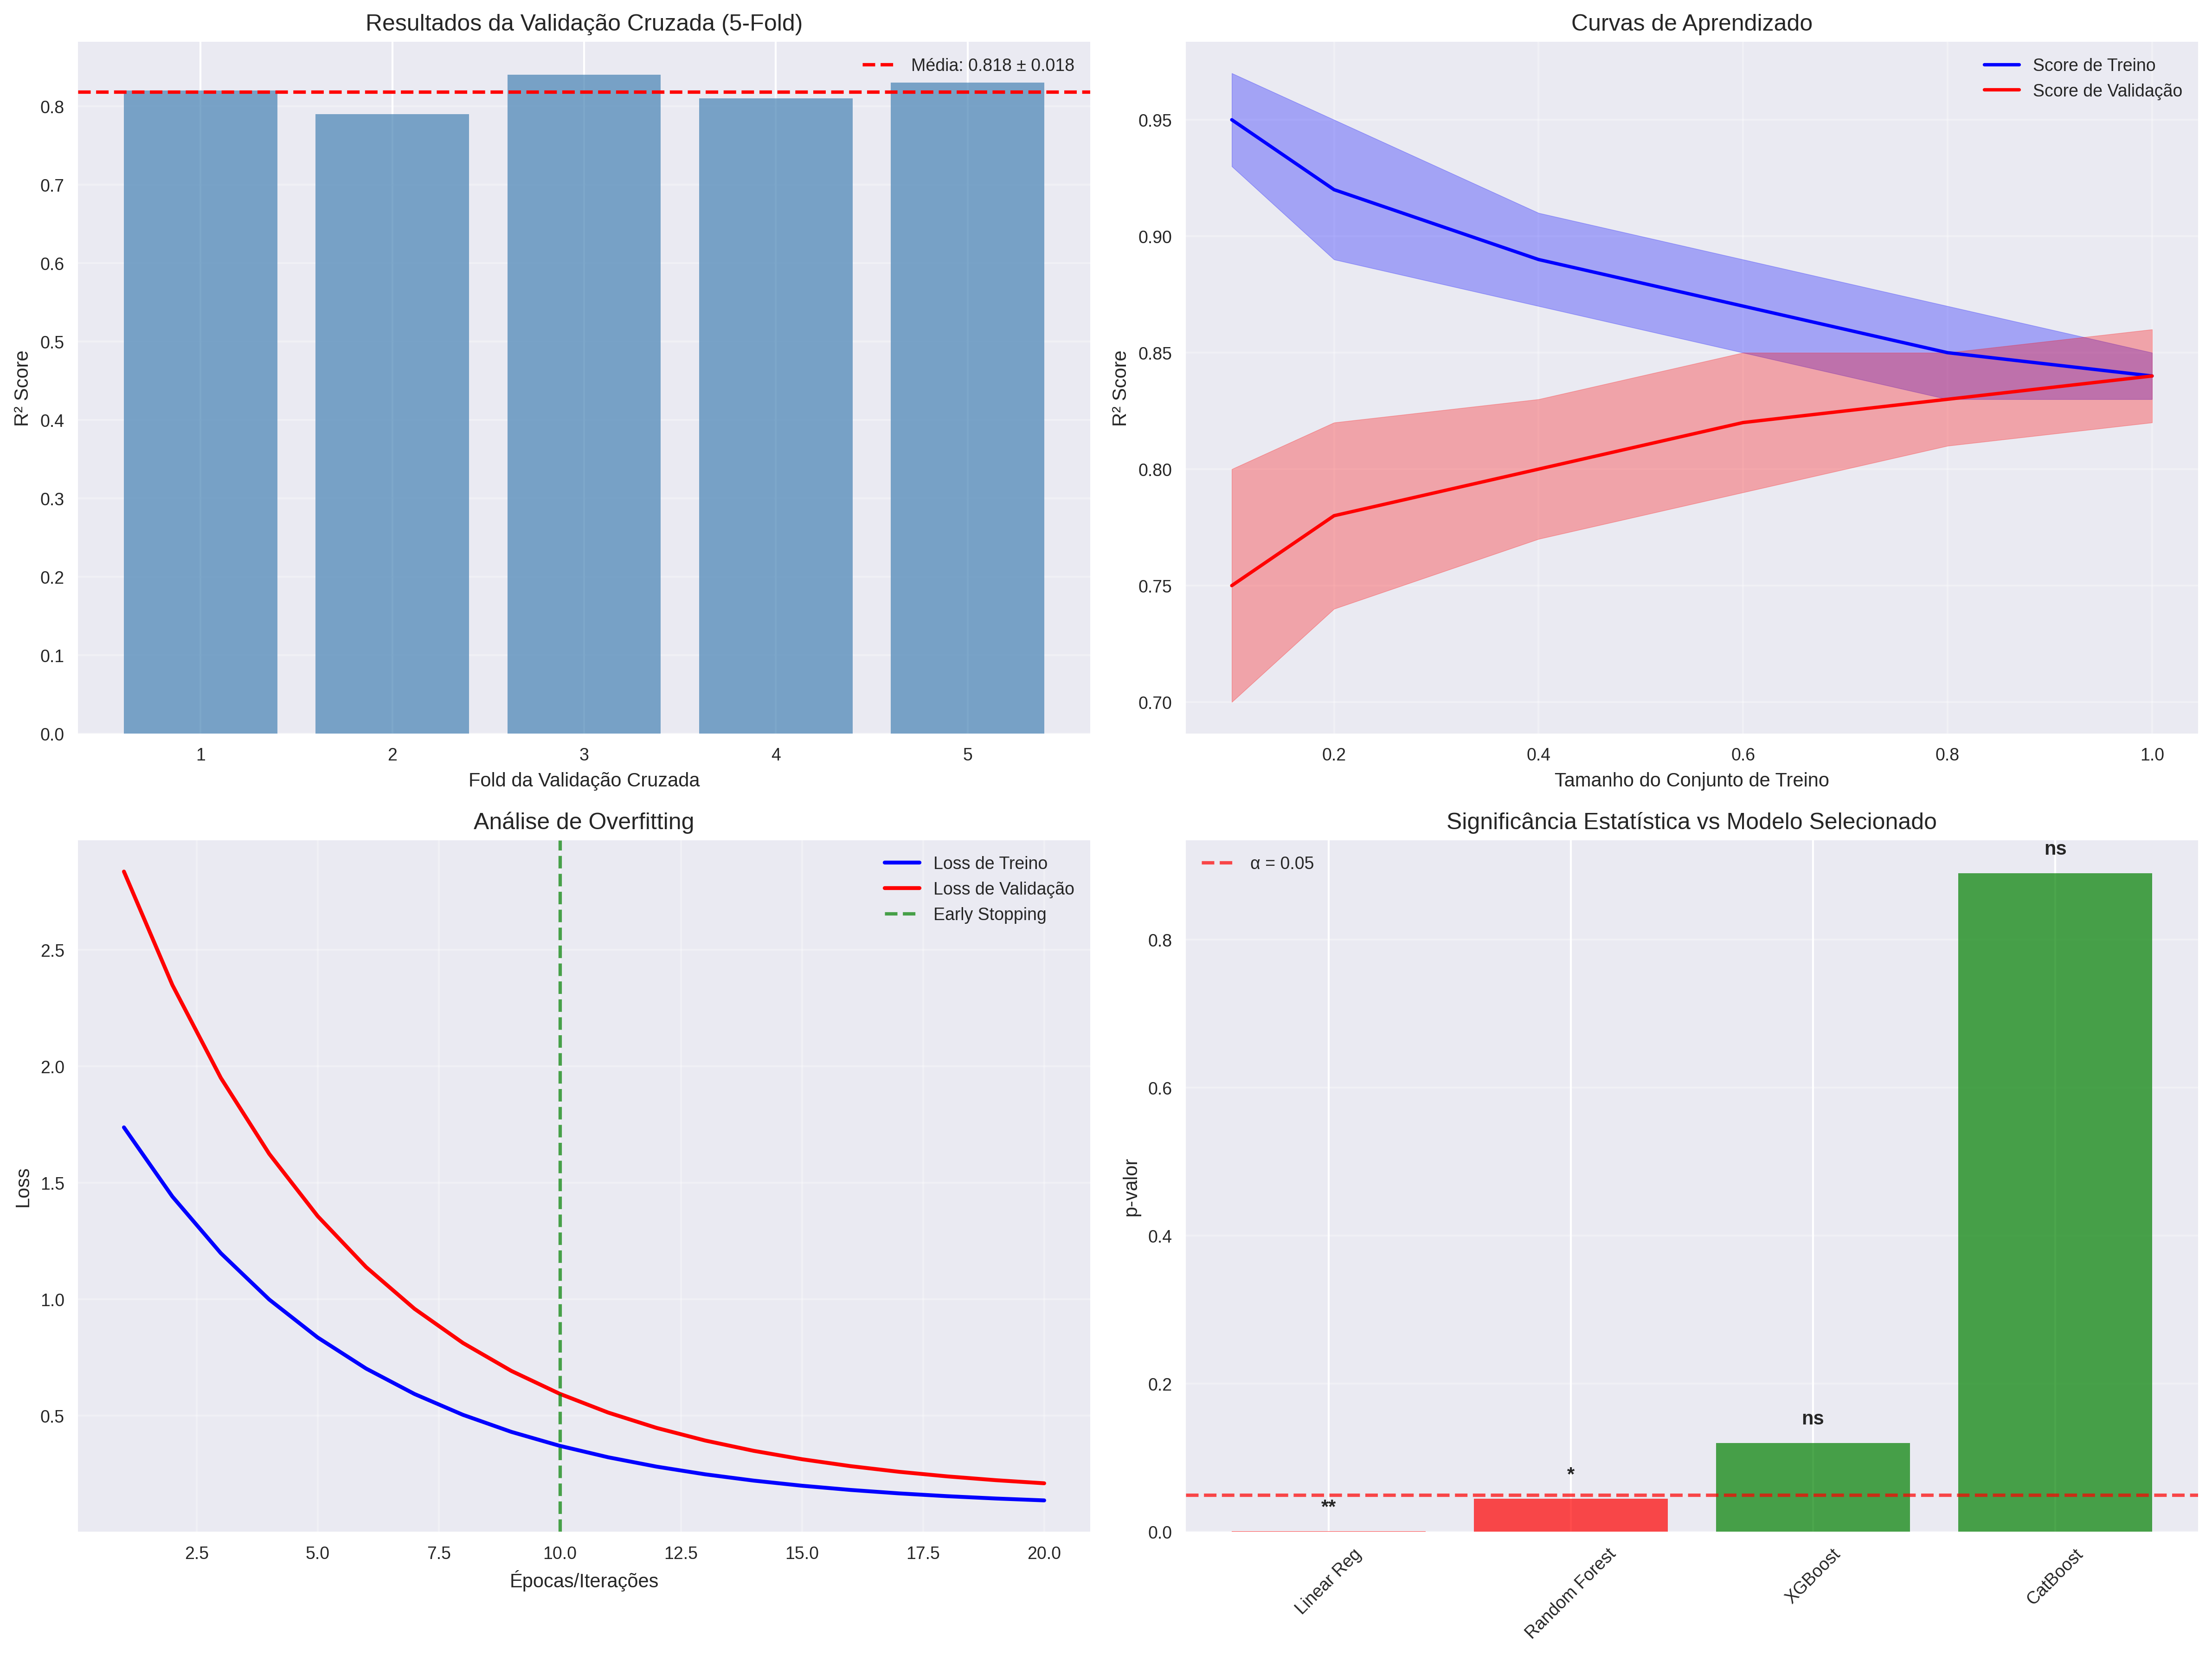 Resultados da Validação Cruzada (5-Fold)
Média: 0.818 ± 0.018
R² Score
0.8
0.7
0.6
0.5
0.4
0.3
0.2
0.1
0.0
1 2 3 4 5
Fold da Validação Cruzada
Curvas de Aprendizado
Score de Treino
Score de Validação
R² Score
0.95
0.90
0.85
0.80
0.75
0.70
0.2 0.4 0.6 0.8 1.0
Tamanho do Conjunto de Treino
Análise de Overfitting
Loss de Treino
Loss de Validação
Early Stopping
Loss
2.5
2.0
1.5
1.0
0.5
2.5 5.0 7.5 10.0 12.5 15.0 17.5 20.0
Épocas/Iterações
Significância Estatística vs Modelo Selecionado
α = 0.05
p-valor
0.8
0.6
0.4
0.2
0.0
**
*
ns
ns
Linear Reg
Random Forest
XGBoost
CatBoost